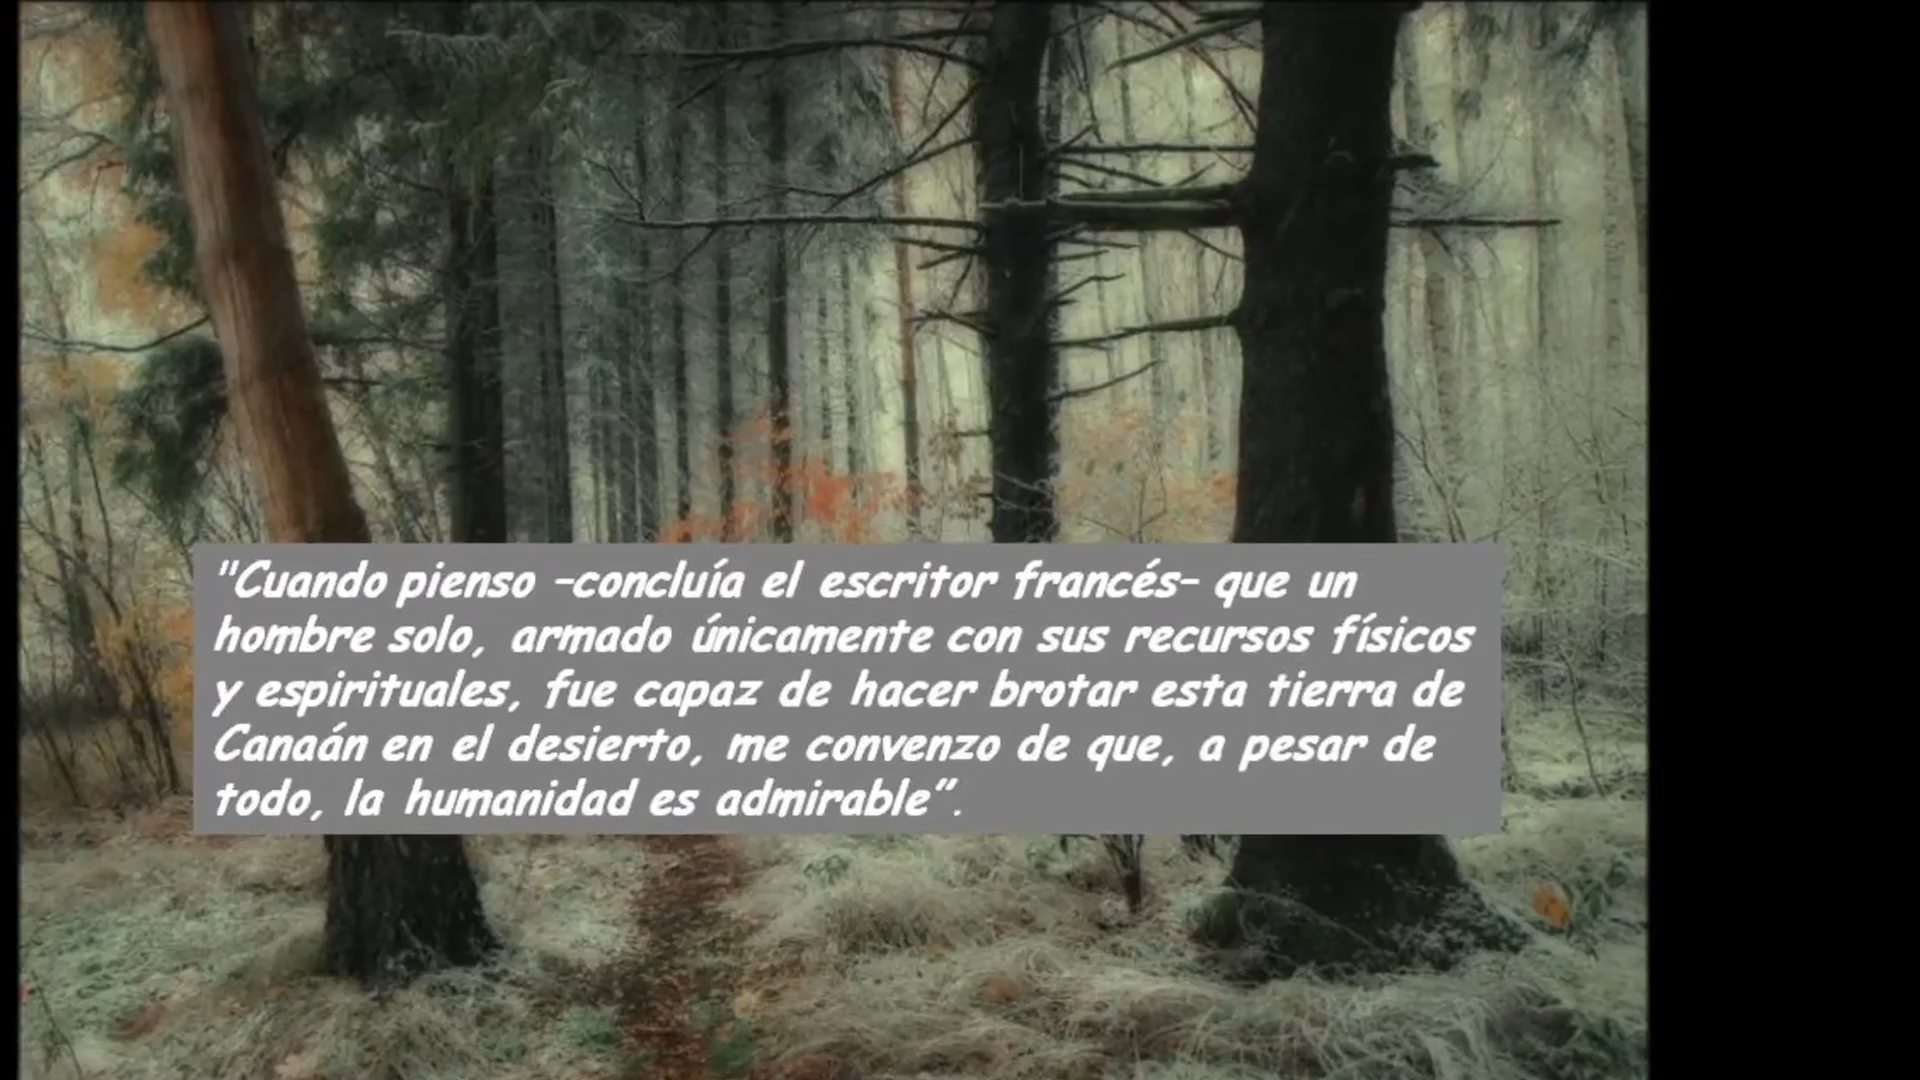 "Cuando pienso –concluía el escritor francés– que un
hombre solo, armado únicamente con sus recursos físicos
y espirituales, fue capaz de hacer brotar esta tierra de
Canaán en el desierto, me convenzo de que, a pesar de
todo, la humanidad es admirable”.